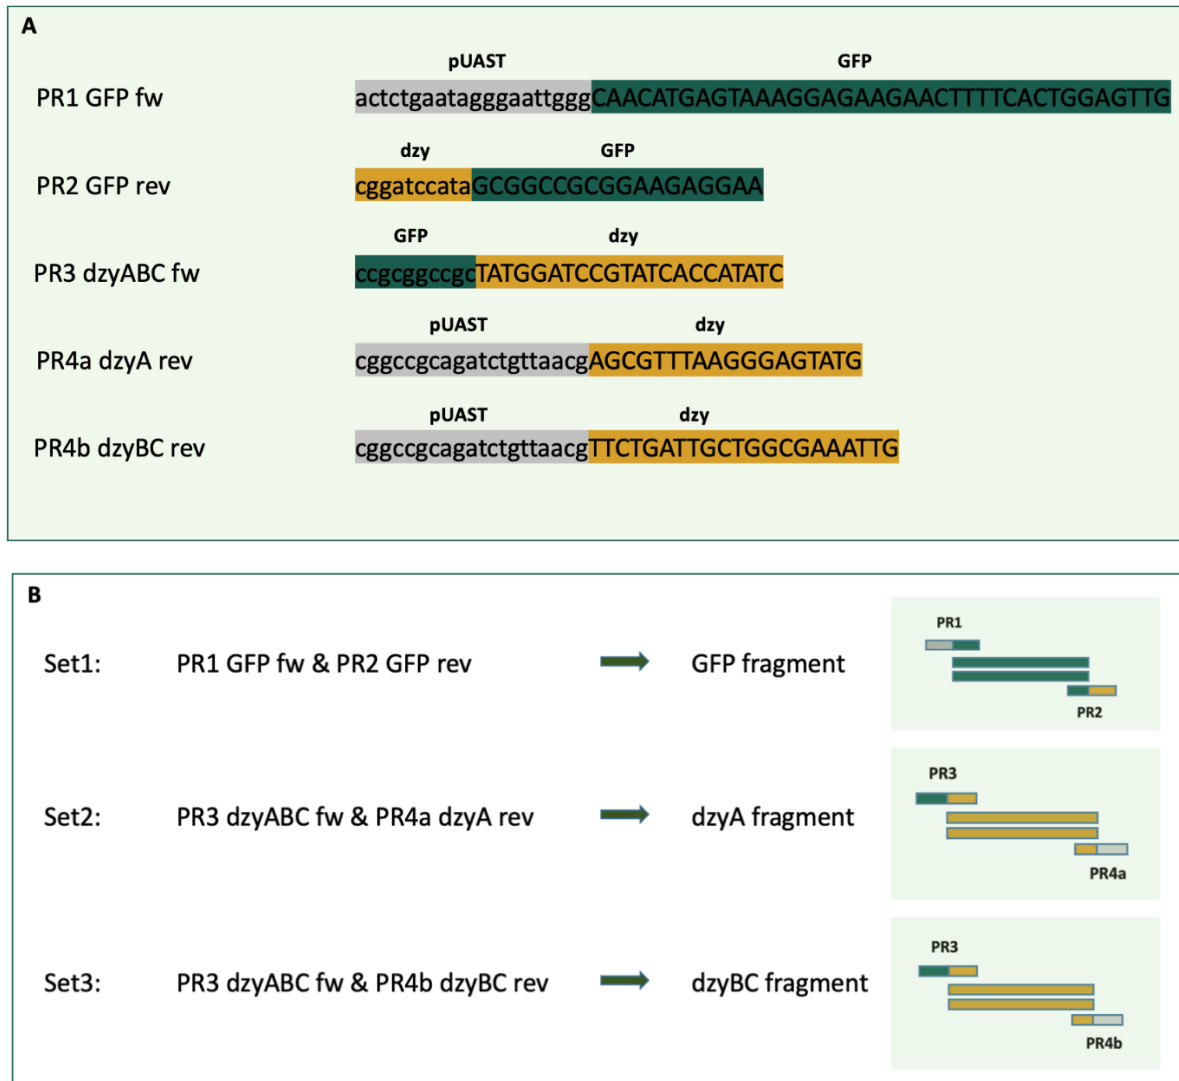 A
pUAST GFP
PR1 GFP fw actctgaatagggaattgggCAACATGAGTAAAGGAGAAGAACTTTTCACTGGAGTTG
dzy GFP
PR2 GFP rev cggatccataGCGGCCGCGGAAGAGGAA
GFP dzy
PR3 dzyABC fw ccgcggccgcTATGGATCCGTATCACCATATC
pUAST dzy
PR4a dzyA rev cggccgcagatctgttaacgAGCGTTTAAGGGAGTATG
pUAST dzy
PR4b dzyBC rev cggccgcagatctgttaacgTTCTGATTGCTGGCGAAATTG
B
PR1
Set1: PR1 GFP fw & PR2 GFP rev GFP fragment
PR2
PR3
Set2: PR3 dzyABC fw & PR4a dzyA rev dzyA fragment
PR4a
PR3
Set3: PR3 dzyABC fw & PR4b dzyBC rev dzyBC fragment
PR4b